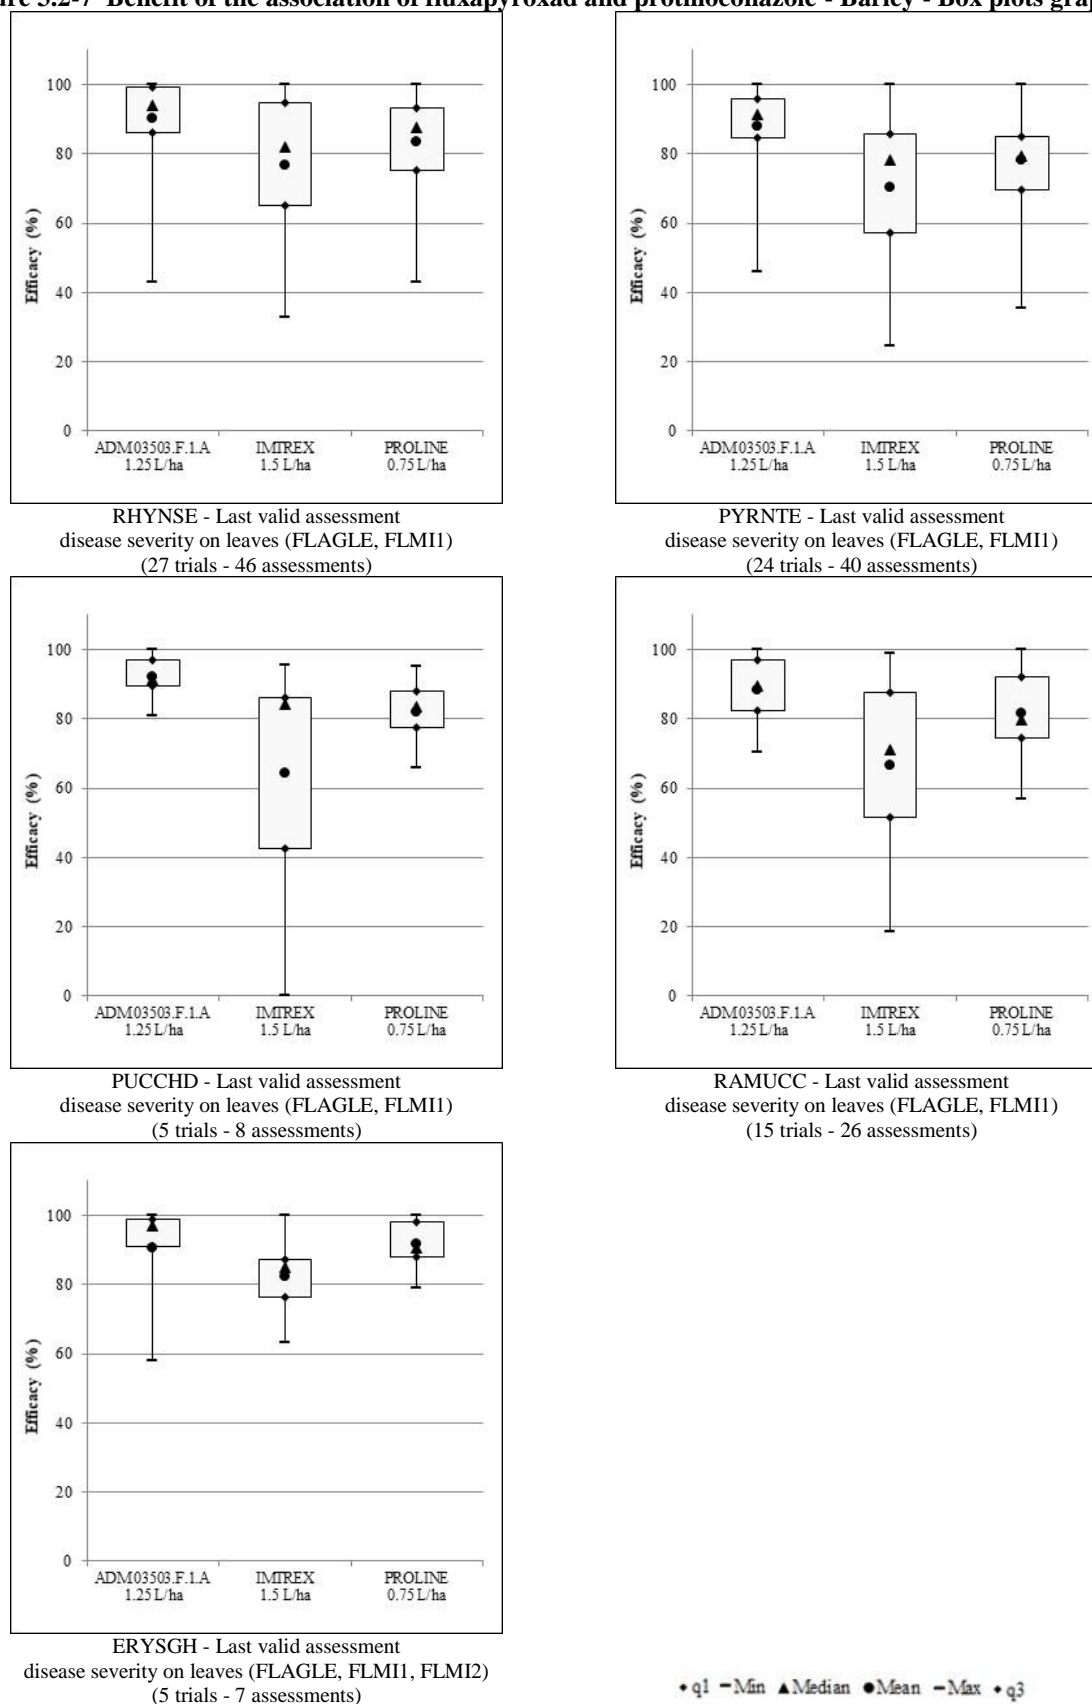 Benefit of the association of fluxapyroxad and prothioconazole - Barley - Box plots
100
80
60
40
20
0
Efficacy (%)
ADM03503.F.1.A
1.25 L/ha
IMTREX
1.5 L/ha
PROLINE
0.75 L/ha
RHYNSE - Last valid assessment
disease severity on leaves (FLAGLE, FLMI1)
(27 trials - 46 assessments)
100
80
60
40
20
0
Efficacy (%)
ADM03503.F.1.A
1.25 L/ha
IMTREX
1.5 L/ha
PROLINE
0.75 L/ha
PYRNTE - Last valid assessment
disease severity on leaves (FLAGLE, FLMI1)
(24 trials - 40 assessments)
100
80
60
40
20
0
Efficacy (%)
ADM03503.F.1.A
1.25 L/ha
IMTREX
1.5 L/ha
PROLINE
0.75 L/ha
PUCCHD - Last valid assessment
disease severity on leaves (FLAGLE, FLMI1)
(5 trials - 8 assessments)
100
80
60
40
20
0
Efficacy (%)
ADM03503.F.1.A
1.25 L/ha
IMTREX
1.5 L/ha
PROLINE
0.75 L/ha
RAMUCC - Last valid assessment
disease severity on leaves (FLAGLE, FLMI1)
(15 trials - 26 assessments)
100
80
60
40
20
0
Efficacy (%)
ADM03503.F.1.A
1.25 L/ha
IMTREX
1.5 L/ha
PROLINE
0.75 L/ha
ERYSGH - Last valid assessment
disease severity on leaves (FLAGLE, FLMI1, FLMI2)
(5 trials - 7 assessments)
q1 Min Median Mean Max q3